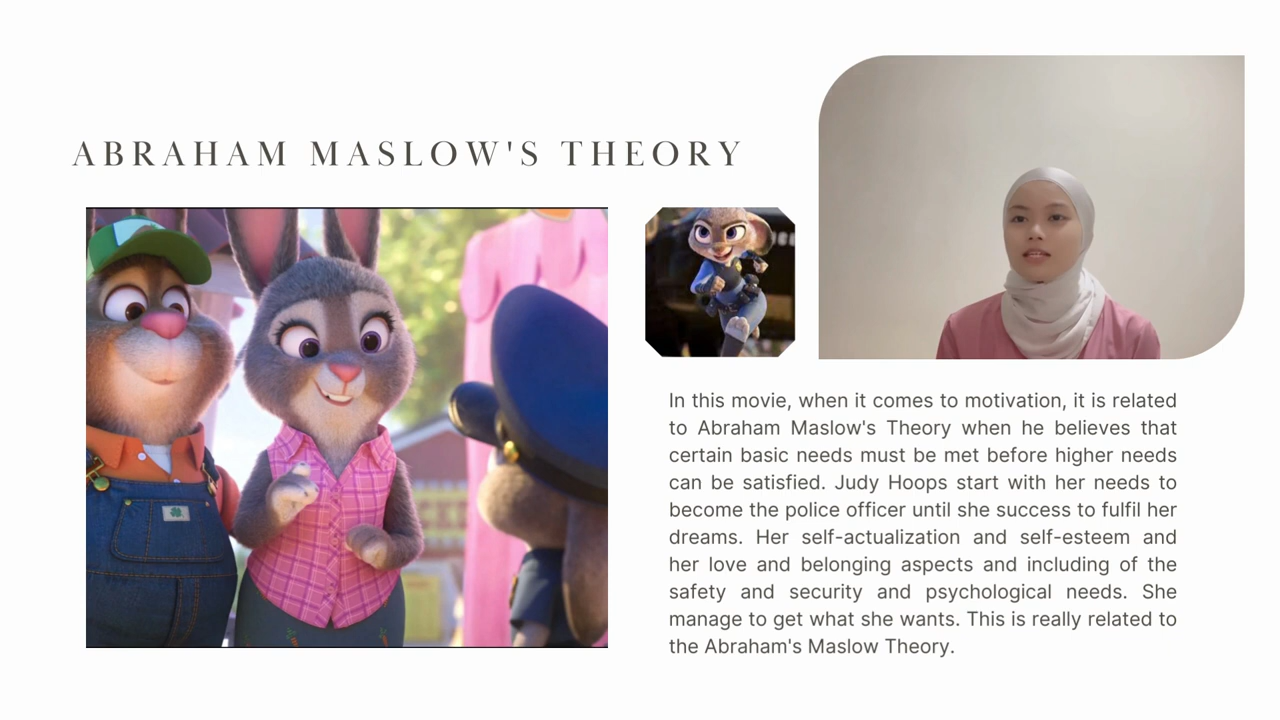 ABRAHAM MASLOW'S THEORY
In this movie, when it comes to motivation, it is related
to Abraham Maslow's Theory when he believes that
certain basic needs must be met before higher needs
can be satisfied. Judy Hoops start with her needs to
become the police officer until she success to fulfil her
dreams. Her self-actualization and self-esteem and
her love and belonging aspects and including of the
safety and security and psychological needs. She
manage to get what she wants. This is really related to
the Abraham's Maslow Theory.